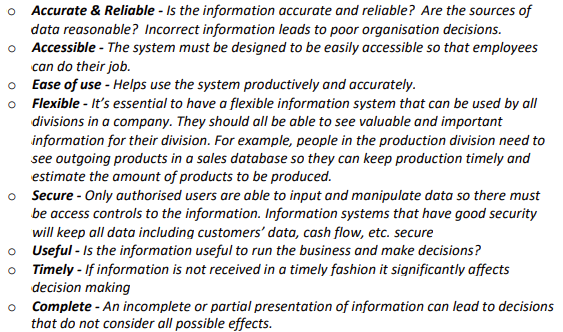 o Accurate & Reliable - Is the information accurate and reliable?  Are the sources of
data reasonable?  Incorrect information leads to poor organisation decisions.
o Accessible - The system must be designed to be easily accessible so that employees
can do their job.
o Ease of use - Helps use the system productively and accurately.
o Flexible - It’s essential to have a flexible information system that can be used by all
divisions in a company. They should all be able to see valuable and important
information for their division. For example, people in the production division need to
see outgoing products in a sales database so they can keep production timely and
estimate the amount of products to be produced.
o Secure - Only authorised users are able to input and manipulate data so there must
be access controls to the information. Information systems that have good security
will keep all data including customers’ data, cash flow, etc. secure
o Useful - Is the information useful to run the business and make decisions?
o Timely - If information is not received in a timely fashion it significantly affects
decision making
o Complete - An incomplete or partial presentation of information can lead to decisions
that do not consider all possible effects.